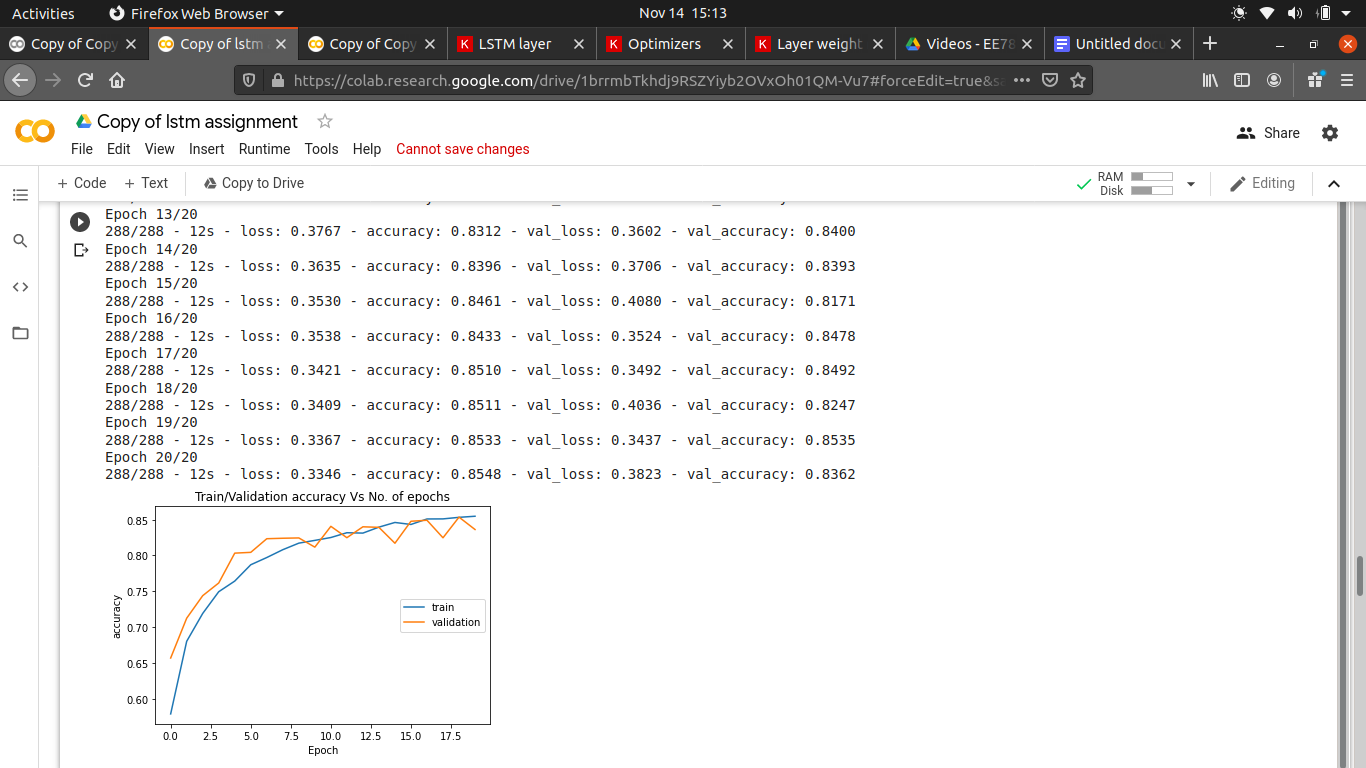 Activities Firefox Web Browser Nov 14 15:13
Copy of Copy Copy of lstm Copy of Copy LSTM layer Optimizers Layer weight Videos - EE78 Untitled docu
https://colab.research.google.com/drive/1brrmbTkhdj9RSZYiyb2OVxOh01QM-Vu7#forceEdit=true&sa
Copy of lstm assignment
File Edit View Insert Runtime Tools Help Cannot save changes
Share
+ Code + Text Copy to Drive
RAM
Disk
Editing
Epoch 13/20
288/288 - 12s - loss: 0.3767 - accuracy: 0.8312 - val_loss: 0.3602 - val_accuracy: 0.8400
Epoch 14/20
288/288 - 12s - loss: 0.3635 - accuracy: 0.8396 - val_loss: 0.3706 - val_accuracy: 0.8393
Epoch 15/20
288/288 - 12s - loss: 0.3530 - accuracy: 0.8461 - val_loss: 0.4080 - val_accuracy: 0.8171
Epoch 16/20
288/288 - 12s - loss: 0.3538 - accuracy: 0.8433 - val_loss: 0.3524 - val_accuracy: 0.8478
Epoch 17/20
288/288 - 12s - loss: 0.3421 - accuracy: 0.8510 - val_loss: 0.3492 - val_accuracy: 0.8492
Epoch 18/20
288/288 - 12s - loss: 0.3409 - accuracy: 0.8511 - val_loss: 0.4036 - val_accuracy: 0.8247
Epoch 19/20
288/288 - 12s - loss: 0.3367 - accuracy: 0.8533 - val_loss: 0.3437 - val_accuracy: 0.8535
Epoch 20/20
288/288 - 12s - loss: 0.3346 - accuracy: 0.8548 - val_loss: 0.3823 - val_accuracy: 0.8362
Train/Validation accuracy Vs No. of epochs
accuracy
0.85
0.80
0.75
0.70
0.65
0.60
train
validation
0.0 2.5 5.0 7.5 10.0 12.5 15.0 17.5
Epoch